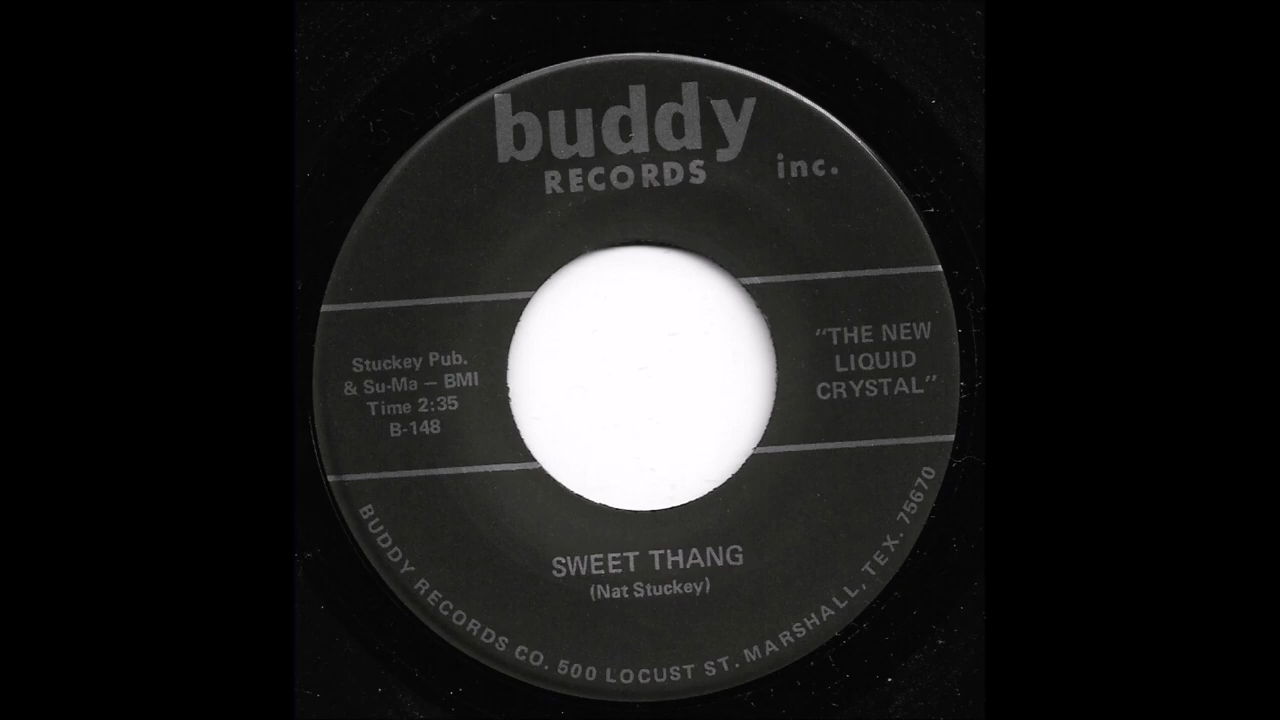 buddy
RECORDS inc.
Stuckey Pub.
& Su-Ma – BMI
Time 2:35
B-148
“THE NEW
LIQUID
CRYSTAL”
SWEET THANG
(Nat Stuckey)
BUDDY RECORDS CO. 500 LOCUST ST. MARSHALL, TEX. 75670